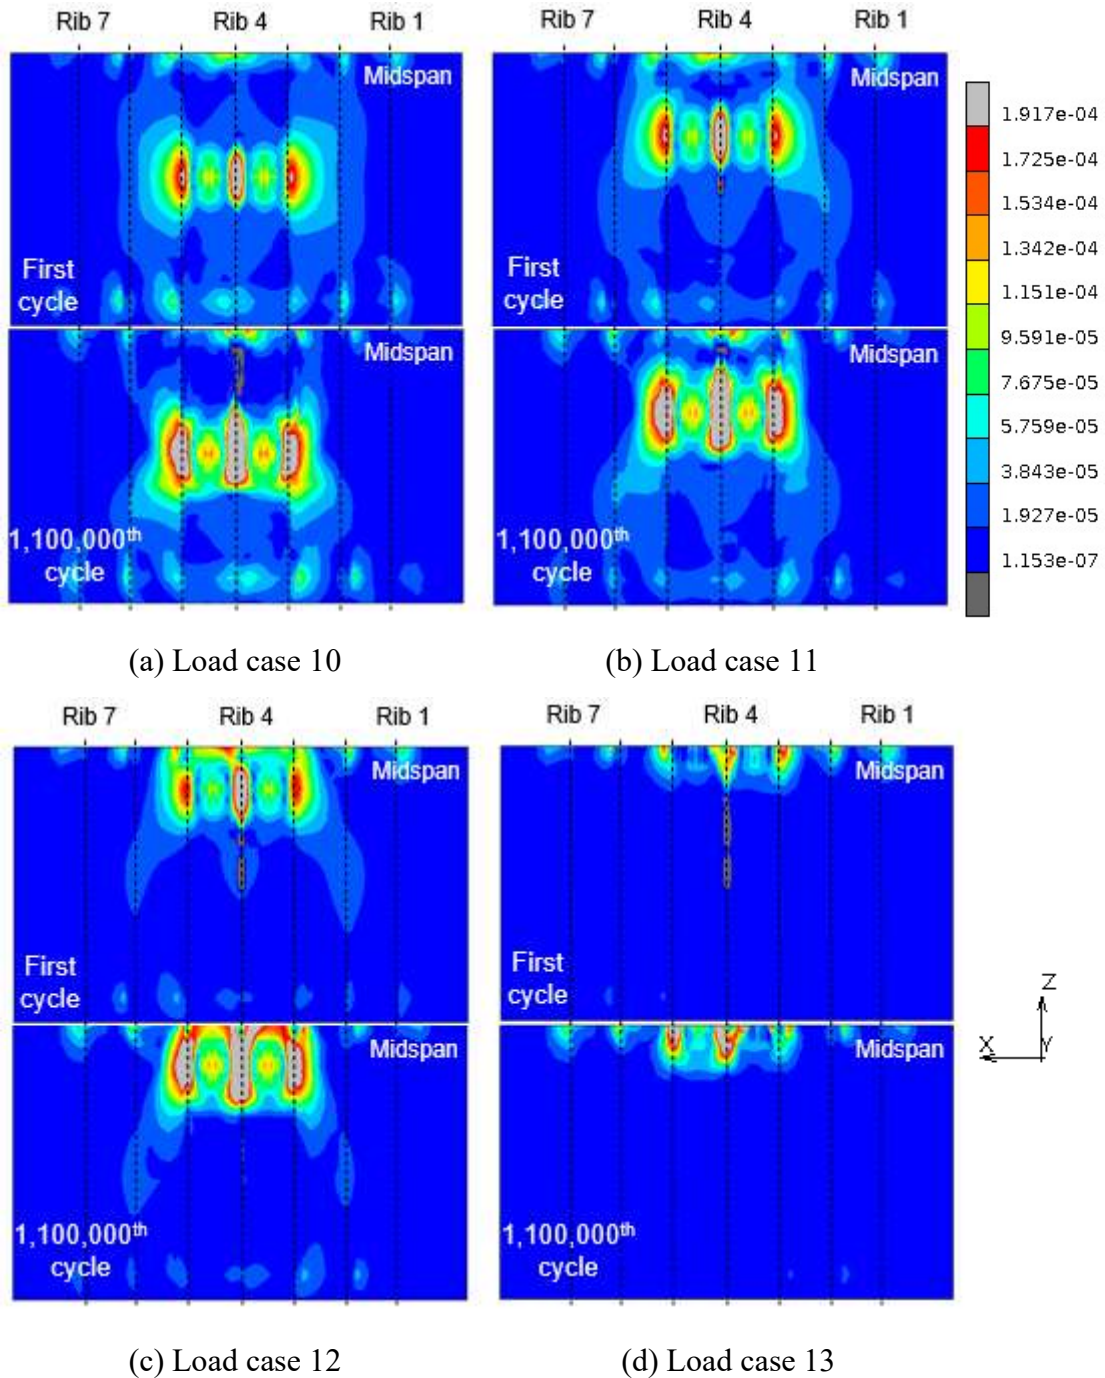 Rib 7 Rib 4 Rib 1
Midspan
First
cycle
Midspan
1,100,000th
cycle
(a) Load case 10
Rib 7 Rib 4 Rib 1
Midspan
First
cycle
Midspan
1,100,000th
cycle
(b) Load case 11
1.917e-04
1.725e-04
1.534e-04
1.342e-04
1.151e-04
9.591e-05
7.675e-05
5.759e-05
3.843e-05
1.927e-05
1.153e-07
Rib 7 Rib 4 Rib 1
Midspan
First
cycle
Midspan
1,100,000th
cycle
(c) Load case 12
Rib 7 Rib 4 Rib 1
Midspan
First
cycle
Midspan
1,100,000th
cycle
(d) Load case 13
Z
X Y